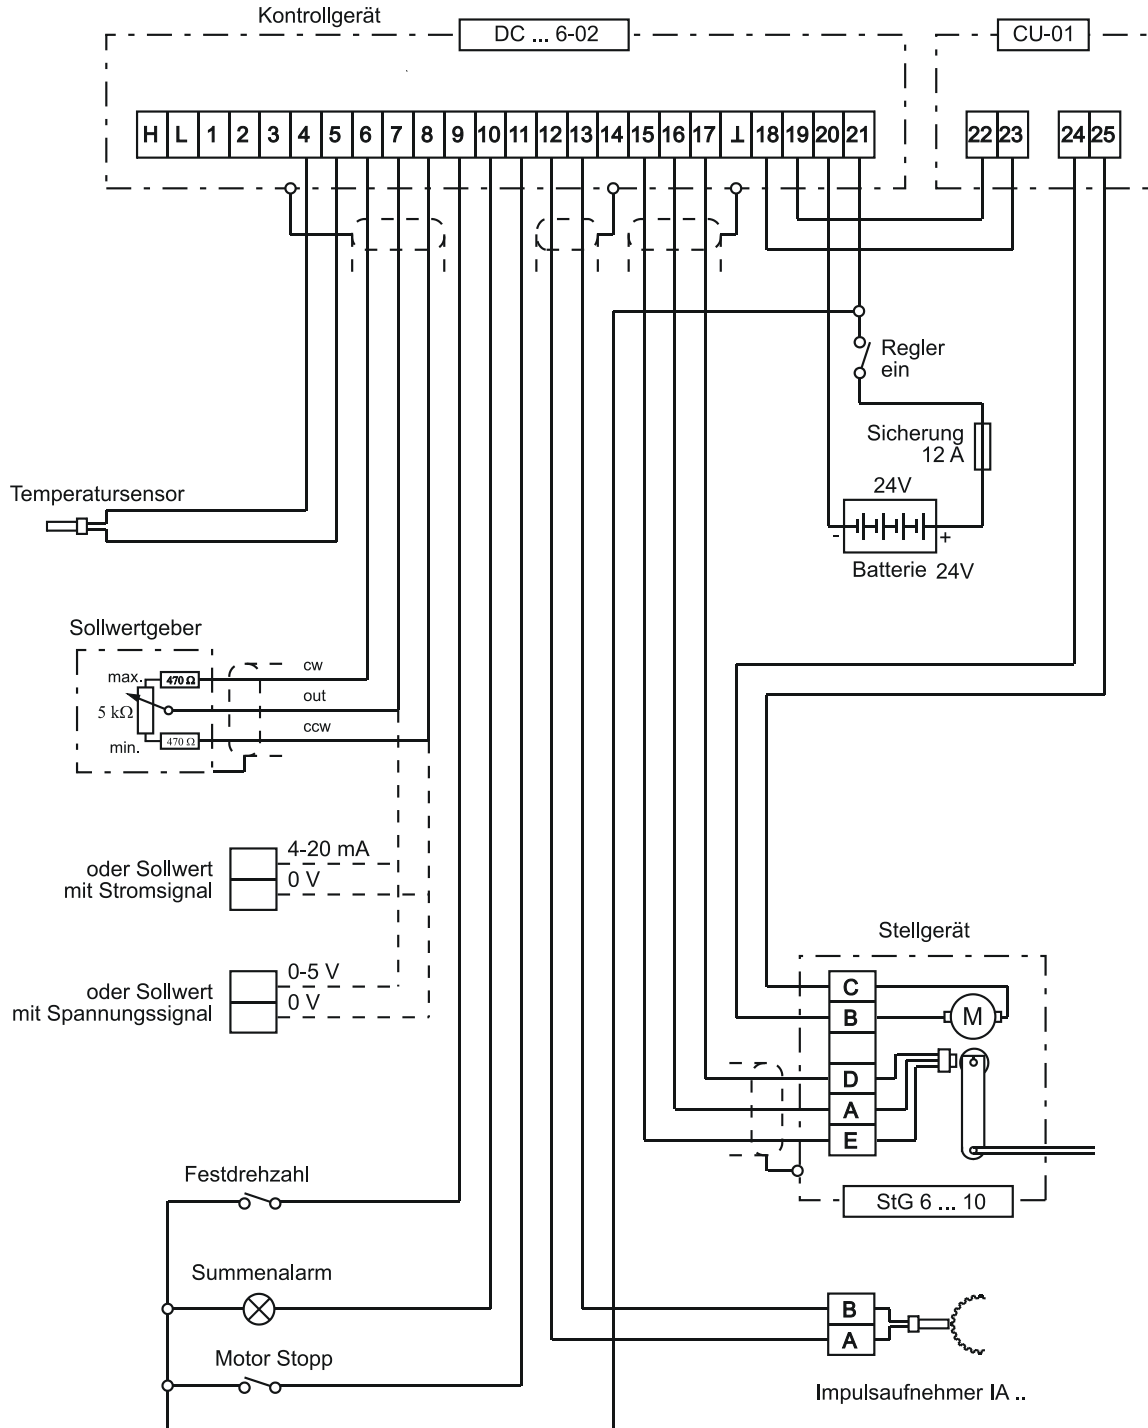 Kontrollgerät
DC ... 6-02
CU-01
H L 1 2 3 4 5 6 7 8 9 10 11 12 13 14 15 16 17 ⊥ 18 19 20 21
22 23
24 25
Regler
ein
Sicherung
12 A
24V
- +
Batterie 24V
Temperatursensor
Sollwertgeber
max.
470 Ω
cw
5 kΩ
out
min.
470 Ω
ccw
oder Sollwert
mit Stromsignal
4-20 mA
0 V
oder Sollwert
mit Spannungssignal
0-5 V
0 V
Stellgerät
C
B
M
D
A
E
StG 6 ... 10
Festdrehzahl
Summenalarm
Motor Stopp
B
A
Impulsaufnehmer IA ..